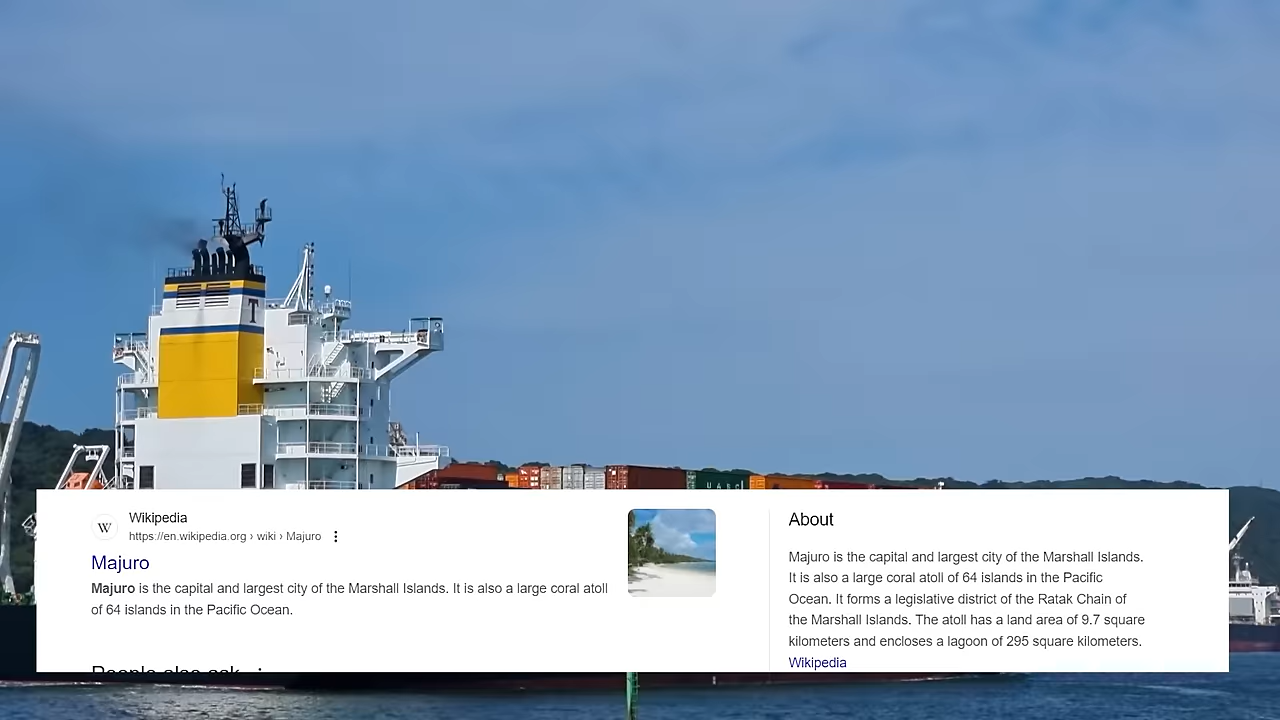 T
Wikipedia
https://en.wikipedia.org › wiki › Majuro
Majuro
Majuro is the capital and largest city of the Marshall Islands. It is also a large coral atoll
of 64 islands in the Pacific Ocean.
People also ask
About
Majuro is the capital and largest city of the Marshall Islands.
It is also a large coral atoll of 64 islands in the Pacific
Ocean. It forms a legislative district of the Ratak Chain of
the Marshall Islands. The atoll has a land area of 9.7 square
kilometers and encloses a lagoon of 295 square kilometers.
Wikipedia
W